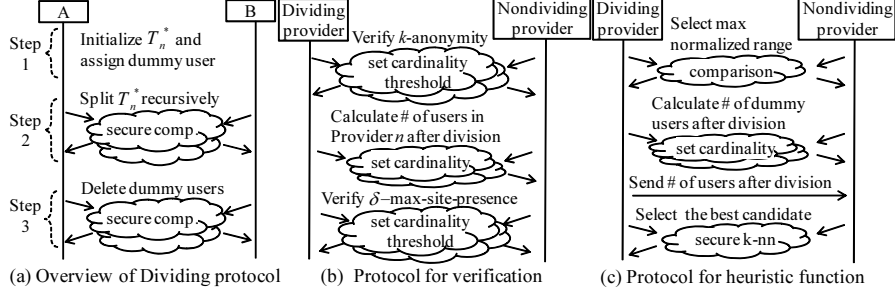 A
B
Step
1
Initialize T_n^* and
assign dummy user
Step
2
Split T_n^* recursively
secure comp.
Step
3
Delete dummy users
secure comp.
(a) Overview of Dividing protocol
Dividing
provider
Nondividing
provider
Verify k-anonymity
set cardinality
threshold
Calculate # of users in
Provider n after division
set cardinality
Verify δ−max-site-presence
set cardinality
threshold
(b) Protocol for verification
Dividing
provider
Nondividing
provider
Select max
normalized range
comparison
Calculate # of dummy
users after division
set cardinality
Send # of users after division
Select the best candidate
secure k-nn
(c) Protocol for heuristic function